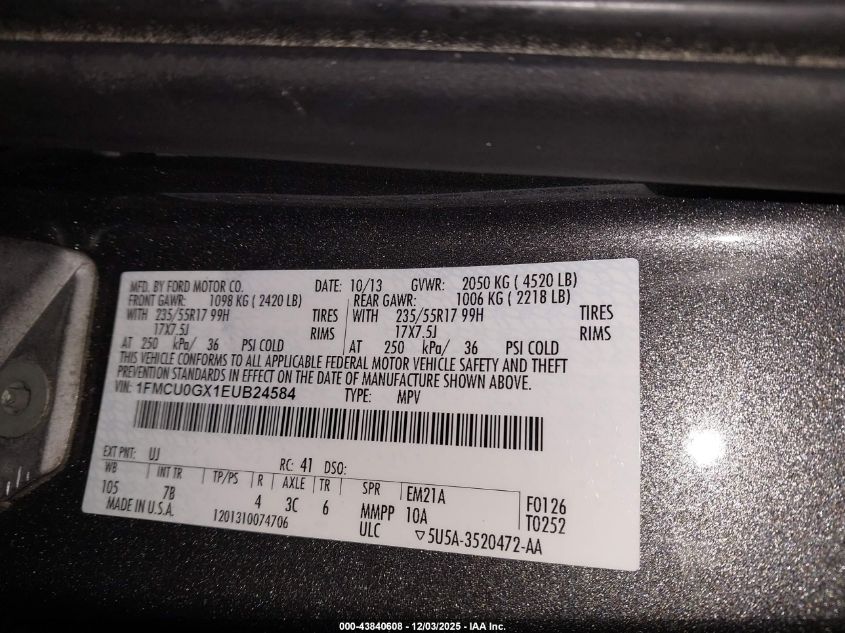 MFD. BY FORD MOTOR CO. DATE: 10/13 GVWR: 2050 KG ( 4520 LB)
FRONT GAWR: 1098 KG ( 2420 LB) REAR GAWR: 1006 KG ( 2218 LB)
WITH 235/55R17 99H TIRES WITH 235/55R17 99H TIRES
17X7.5J RIMS 17X7.5J RIMS
AT 250 kPa/ 36 PSI COLD AT 250 kPa/ 36 PSI COLD
THIS VEHICLE CONFORMS TO ALL APPLICABLE FEDERAL MOTOR VEHICLE SAFETY AND THEFT
PREVENTION STANDARDS IN EFFECT ON THE DATE OF MANUFACTURE SHOWN ABOVE.
VIN: 1FMCU0GX1EUB24584 TYPE: MPV
EXT PNT: UJ RC: 41 DSO:
WB INT TR TP/PS R AXLE TR SPR EM21A F0126
105 7B 4 3C 6 MMPP 10A T0252
MADE IN U.S.A. 1201310074706 ULC ▽5U5A-3520472-AA
000-43840608 - 12/03/2025 - IAA Inc.